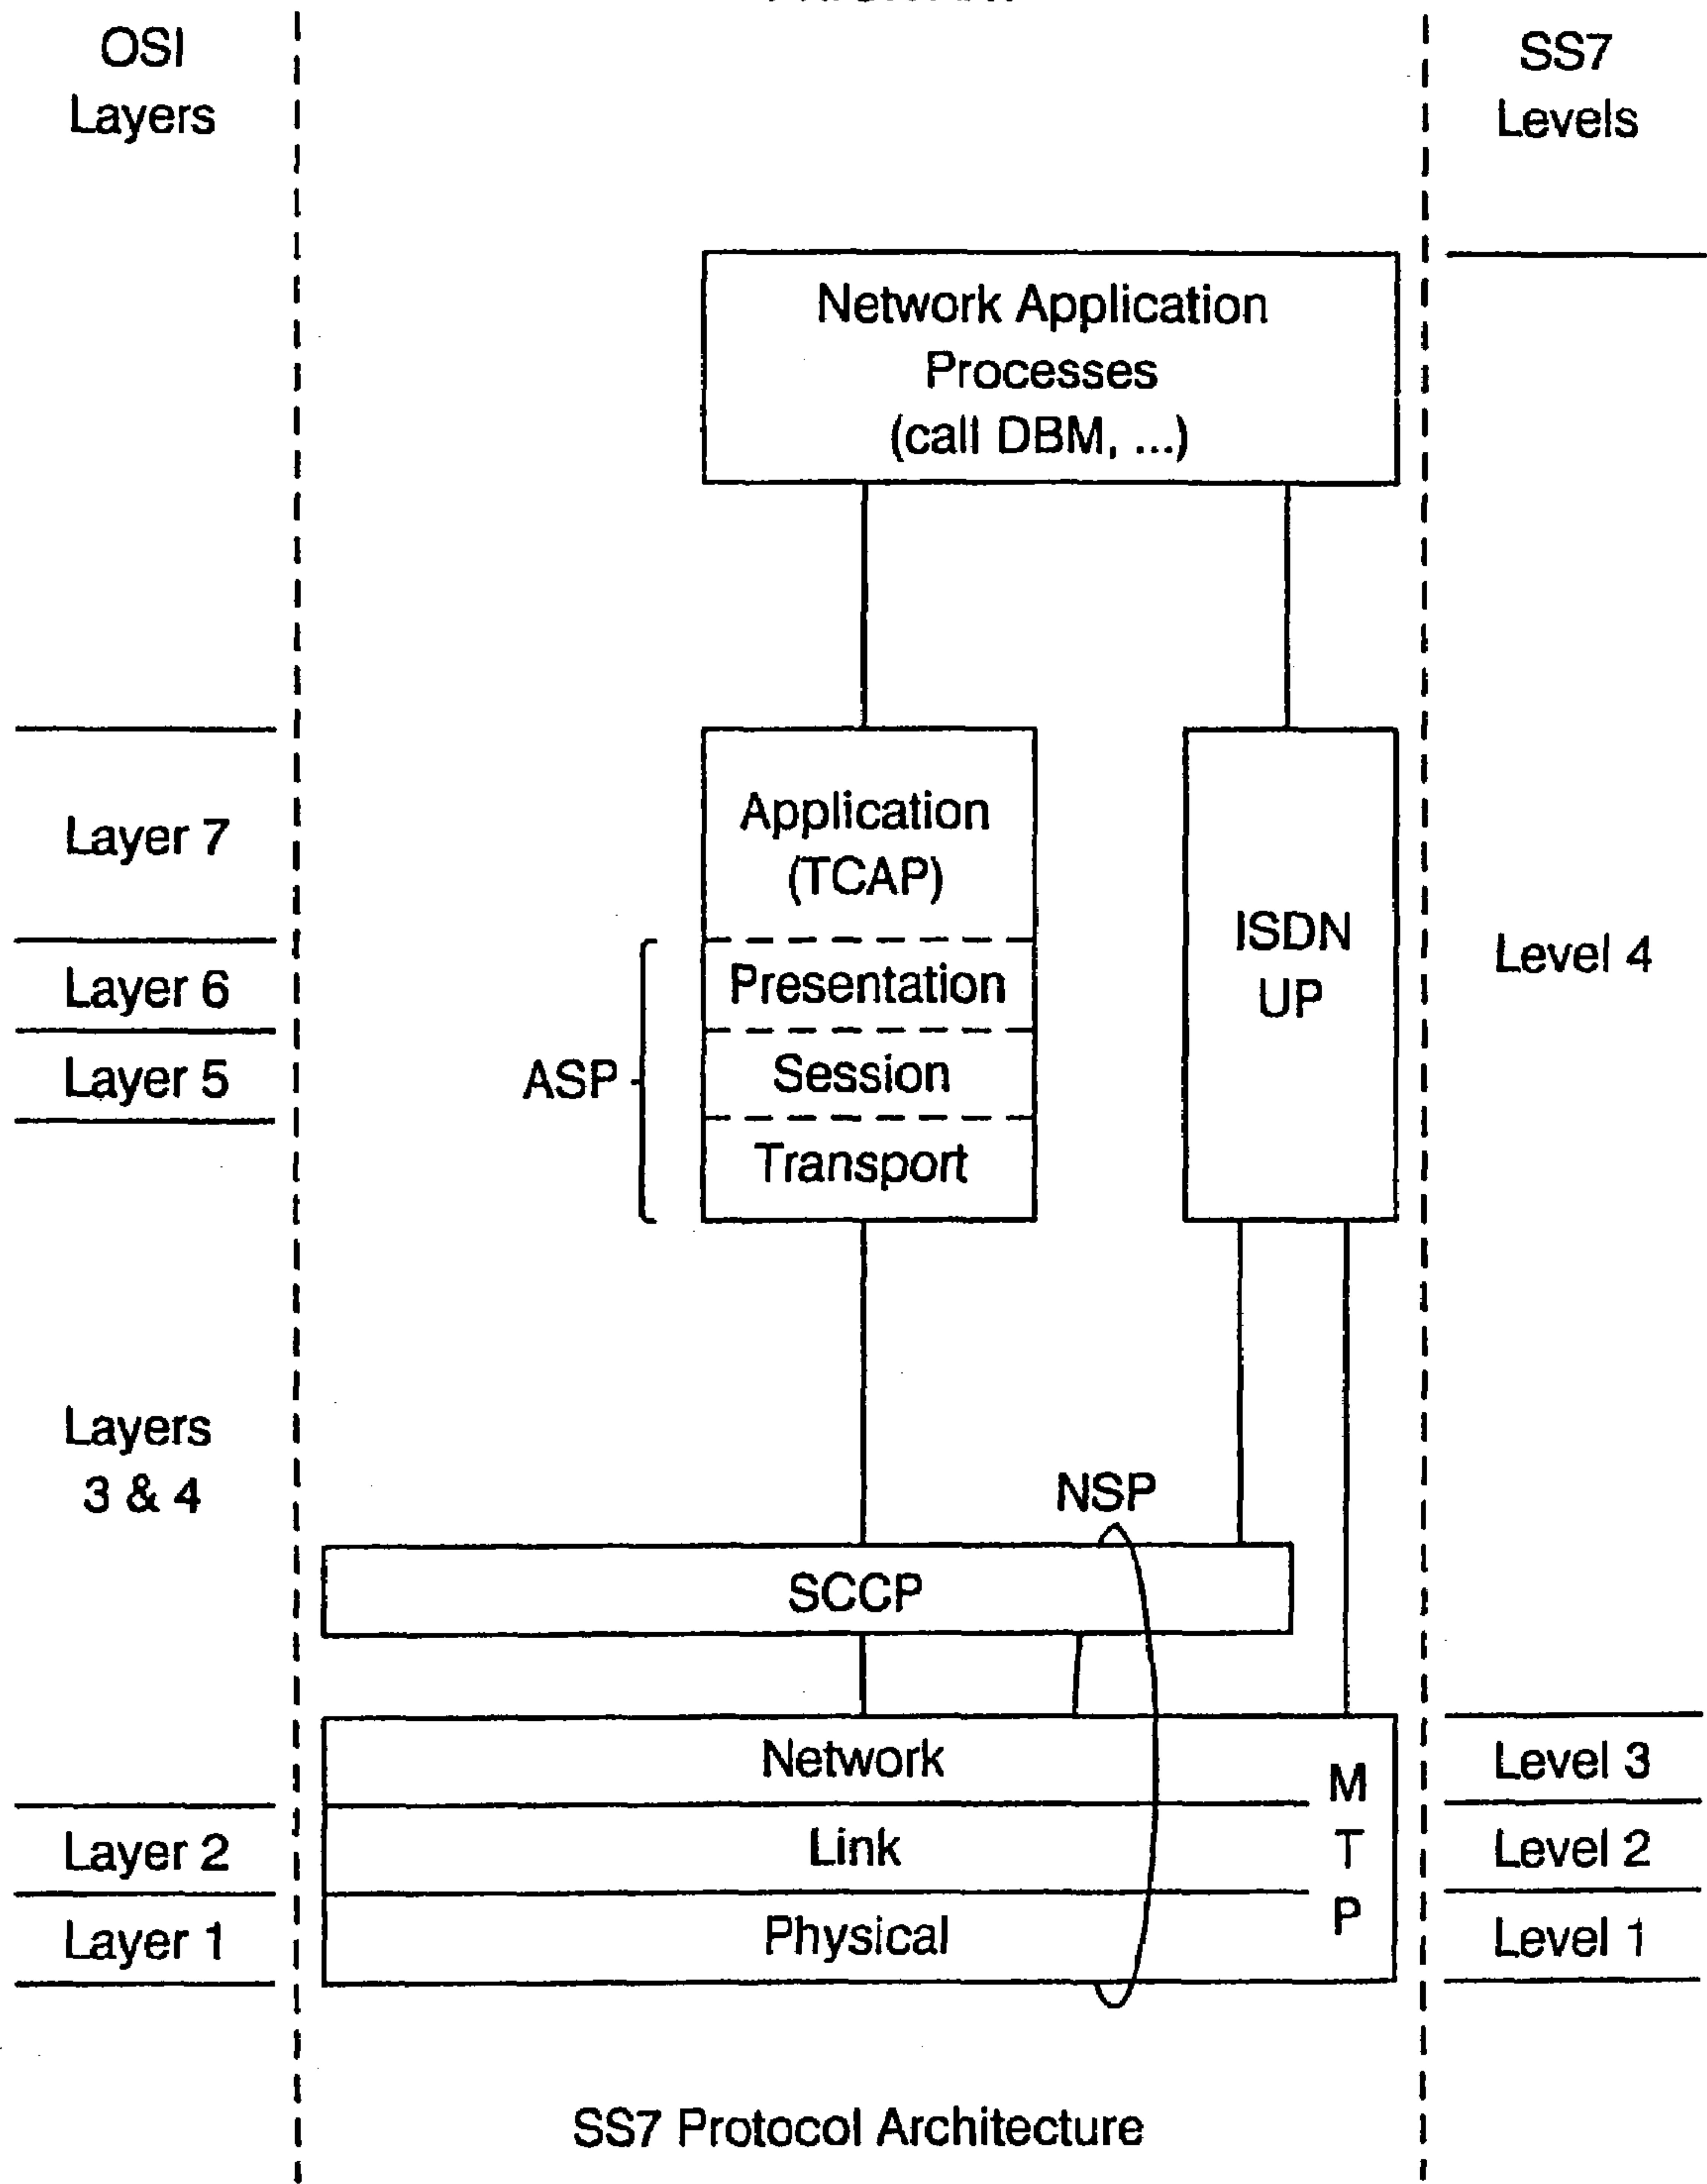 OSI
Layers
SS7
Levels
Network Application
Processes
(call DBM, ...)
Layer 7
Application
(TCAP)
ISDN
UP
Level 4
Layer 6
Presentation
Layer 5
ASP
Session
Transport
Layers
3 & 4
NSP
SCCP
Network
M
T
P
Level 3
Layer 2
Link
Level 2
Layer 1
Physical
Level 1
SS7 Protocol Architecture